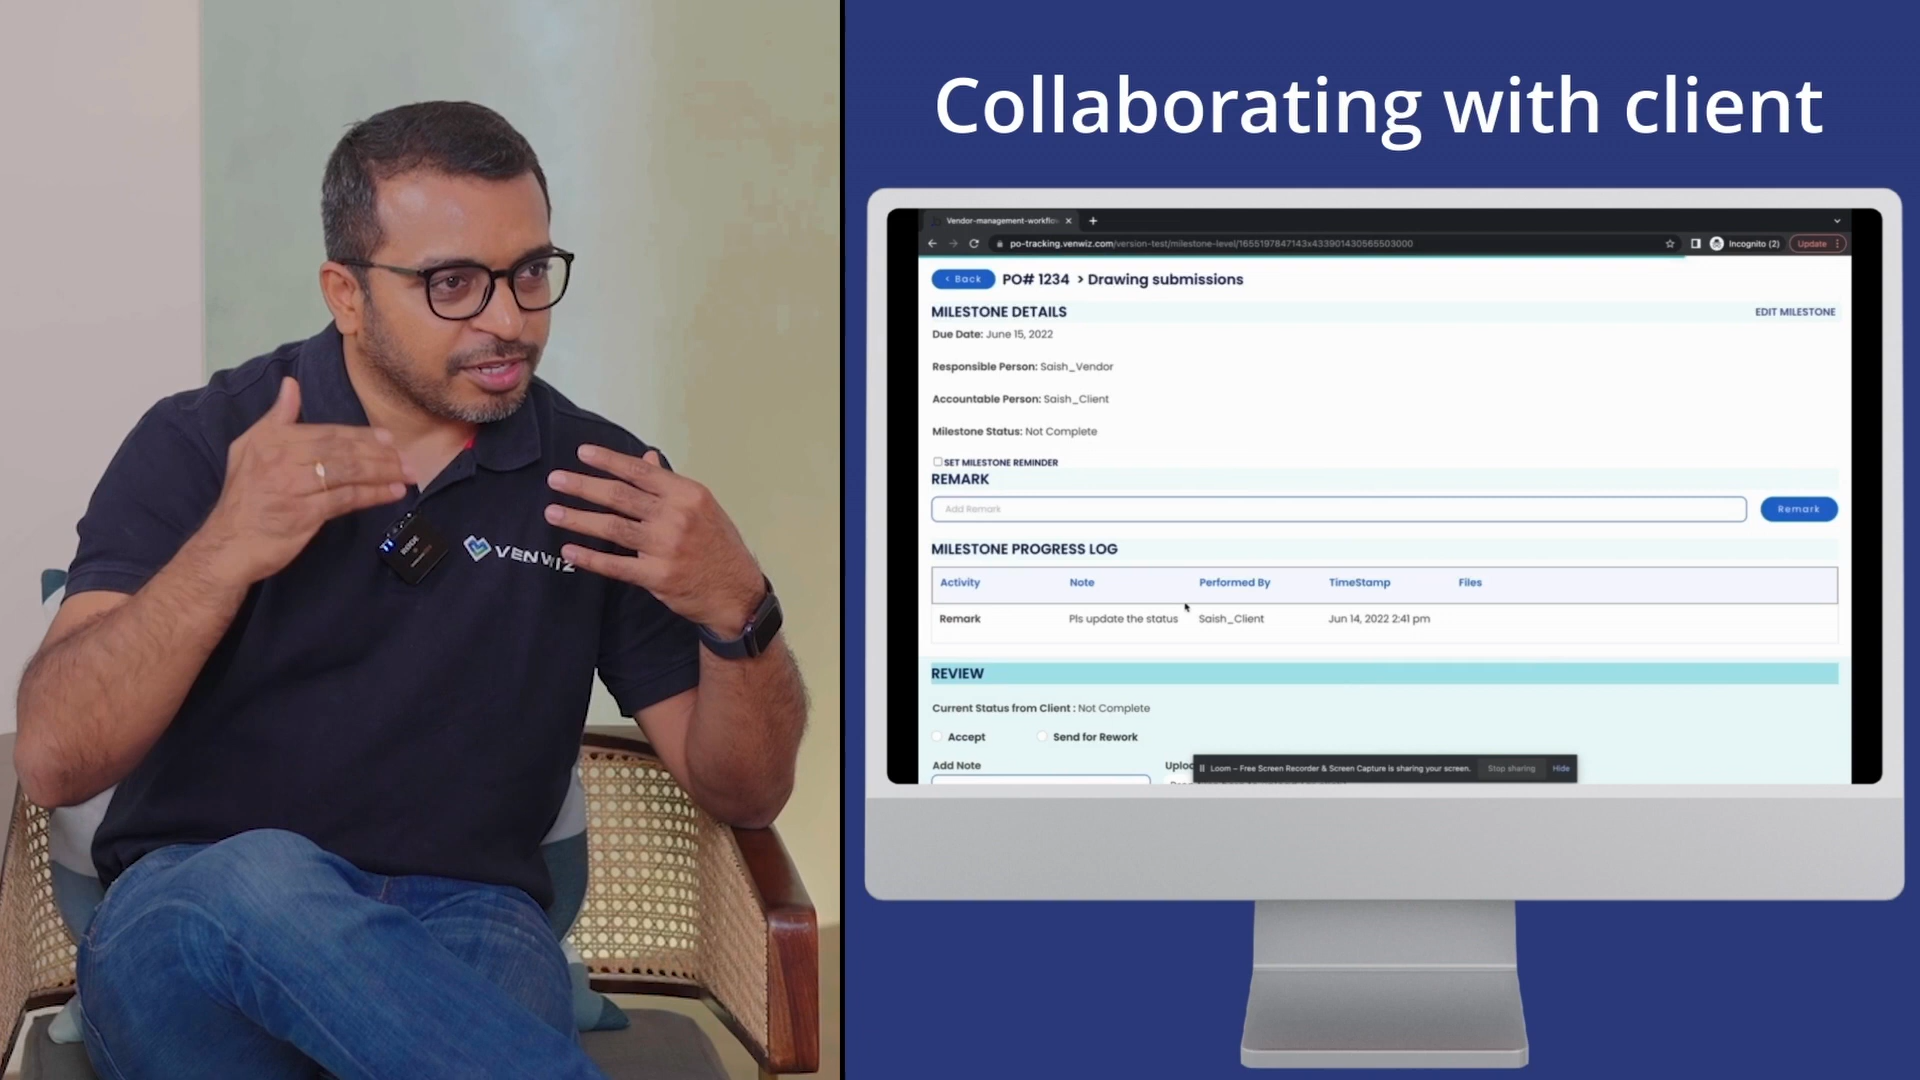 Collaborating with client
Vendor-management-workflo
po-tracking.venwiz.com/version-test/milestone-level/1655197847143x433901430565503000
Incognito (2)
Update
< Back
PO# 1234 > Drawing submissions
MILESTONE DETAILS
EDIT MILESTONE
Due Date: June 15, 2022
Responsible Person: Saish_Vendor
Accountable Person: Saish_Client
Milestone Status: Not Complete
SET MILESTONE REMINDER
REMARK
Add Remark
Remark
MILESTONE PROGRESS LOG
Activity Note Performed By TimeStamp Files
Remark Pls update the status Saish_Client Jun 14, 2022 2:41 pm
REVIEW
Current Status from Client : Not Complete
Accept Send for Rework
Add Note
Uploa
Loom – Free Screen Recorder & Screen Capture is sharing your screen.
Stop sharing
Hide
RODE
VENWIZ